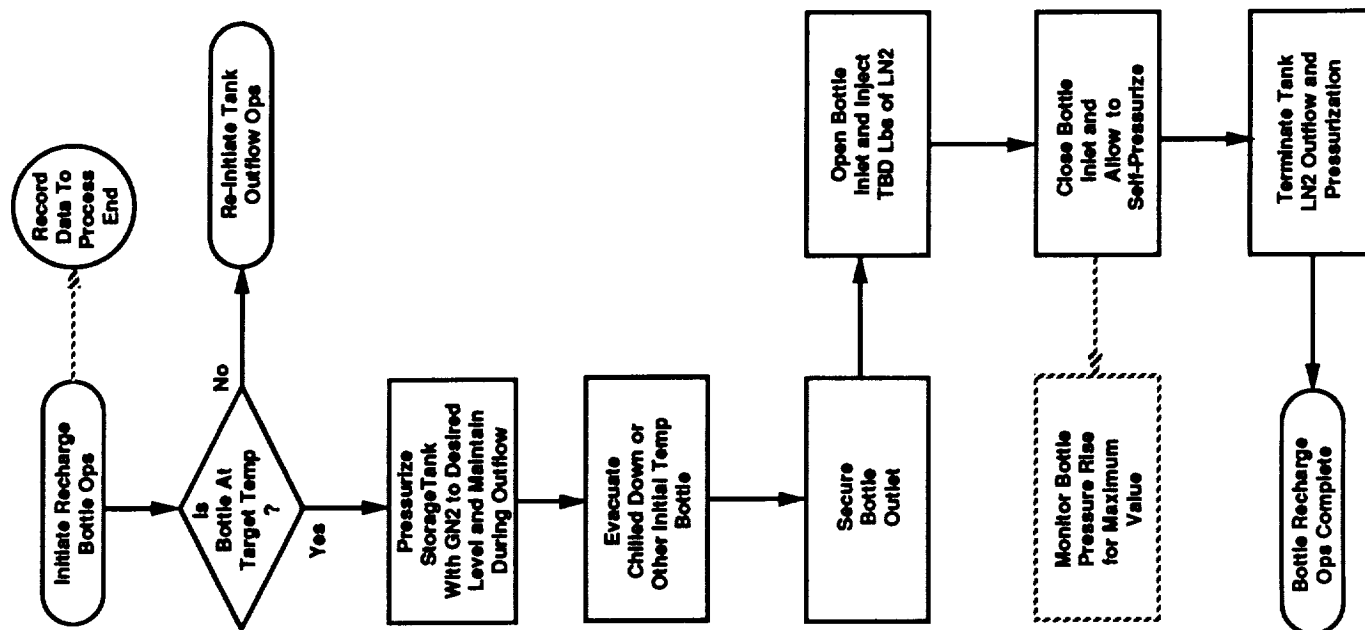 Initiate Recharge
Bottle Ops
Record
Data To
Process
End
Is
Bottle At
Target Temp
?
No
Re-Initiate Tank
Outflow Ops
Yes
Pressurize
StorageTank
With GN2 to Desired
Level and Maintain
During Outflow
Evacuate
Chilled Down or
Other Initial Temp
Bottle
Secure
Bottle
Outlet
Open Bottle
Inlet and Inject
TBD Lbs of LN2
Close Bottle
Inlet and
Allow to
Self-Pressurize
Monitor Bottle
Pressure Rise
for Maximum
Value
Terminate Tank
LN2 Outflow and
Pressurization
Bottle Recharge
Ops Complete